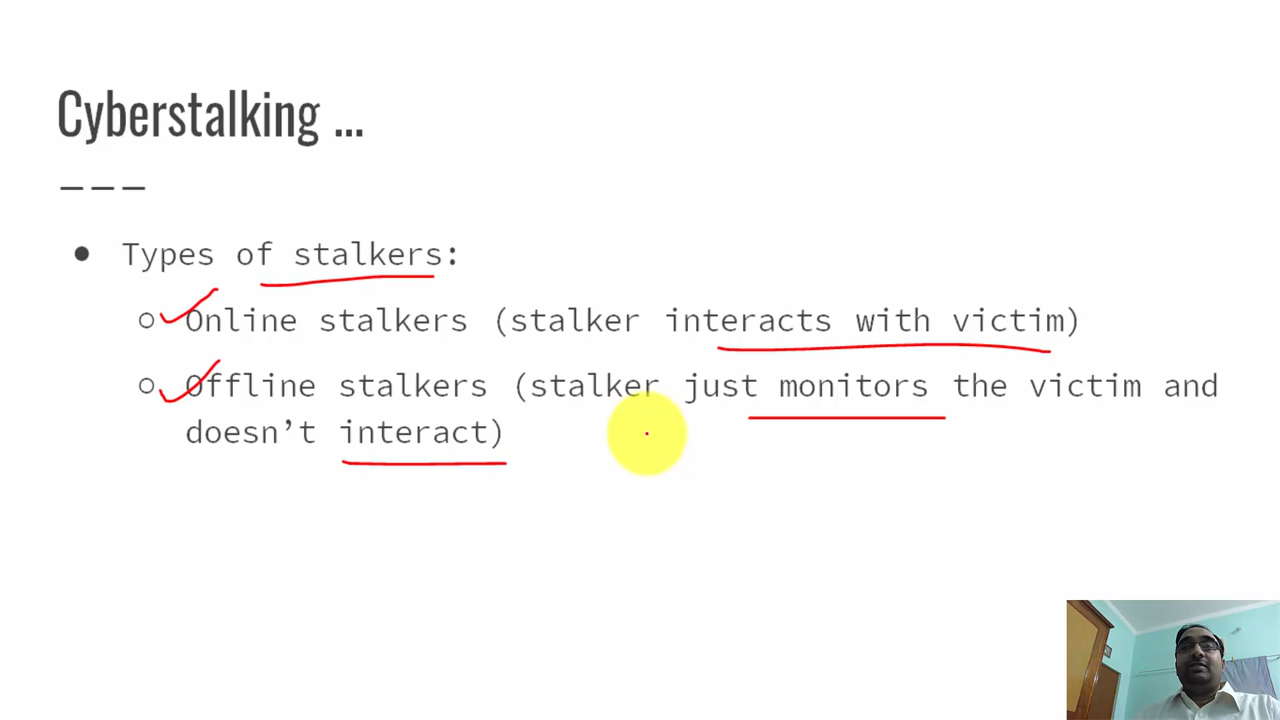 Cyberstalking ...
---
● Types of stalkers:
○ Online stalkers (stalker interacts with victim)
○ Offline stalkers (stalker just monitors the victim and
doesn’t interact)